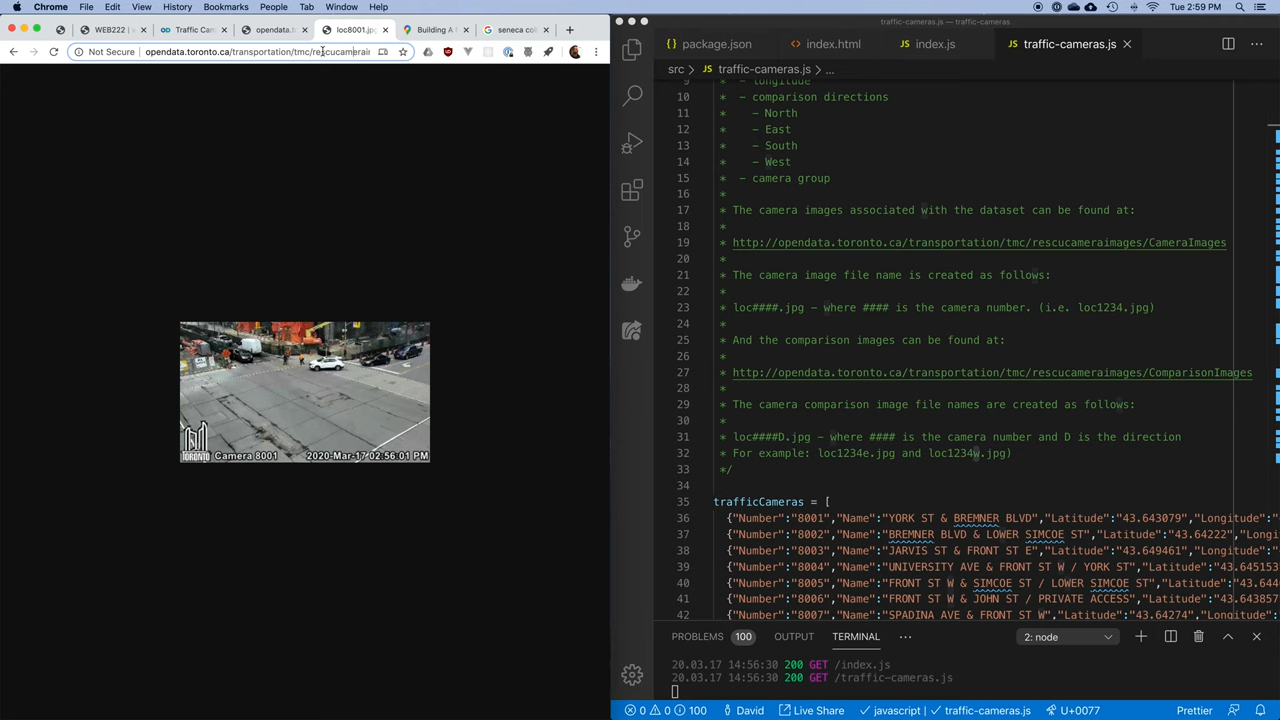 Chrome File Edit View History Bookmarks People Tab Window Help
Tue 2:59 PM
WEB222 | w
Traffic Can
opendata.t
loc8001.jp
Building A
seneca coll
Not Secure opendata.toronto.ca/transportation/tmc/rescucamerain
TORONTO
Camera 8001 2020-Mar-17 02:56:01 PM
traffic-cameras.js — traffic-cameras
package.json
index.html
index.js
traffic-cameras.js
src > traffic-cameras.js > ...
9 * - longitude
10 * - comparison directions
11 * - North
12 * - East
13 * - South
14 * - West
15 * - camera group
16 *
17 * The camera images associated with the dataset can be found at:
18 *
19 * http://opendata.toronto.ca/transportation/tmc/rescucameraimages/CameraImages
20 *
21 * The camera image file name is created as follows:
22 *
23 * loc####.jpg - where #### is the camera number. (i.e. loc1234.jpg)
24 *
25 * And the comparison images can be found at:
26 *
27 * http://opendata.toronto.ca/transportation/tmc/rescucameraimages/ComparisonImages
28 *
29 * The camera comparison image file names are created as follows:
30 *
31 * loc####D.jpg - where #### is the camera number and D is the direction
32 * For example: loc1234e.jpg and loc1234w.jpg)
33 */
34
35 trafficCameras = [
36 {"Number":"8001","Name":"YORK ST & BREMNER BLVD","Latitude":"43.643079","Longitude":
37 {"Number":"8002","Name":"BREMNER BLVD & LOWER SIMCOE ST","Latitude":"43.64222","Longi
38 {"Number":"8003","Name":"JARVIS ST & FRONT ST E","Latitude":"43.649461","Longitude":
39 {"Number":"8004","Name":"UNIVERSITY AVE & FRONT ST W / YORK ST","Latitude":"43.645153
40 {"Number":"8005","Name":"FRONT ST W & SIMCOE ST / LOWER SIMCOE ST","Latitude":"43.644
41 {"Number":"8006","Name":"FRONT ST W & JOHN ST / PRIVATE ACCESS","Latitude":"43.643857
42 {"Number":"8007","Name":"SPADINA AVE & FRONT ST W","Latitude":"43.64274","Longitude":
PROBLEMS 100 OUTPUT TERMINAL ... 2: node
20.03.17 14:56:30 200 GET /index.js
20.03.17 14:56:30 200 GET /traffic-cameras.js
0 0 100 David Live Share javascript | traffic-cameras.js U+0077 Prettier